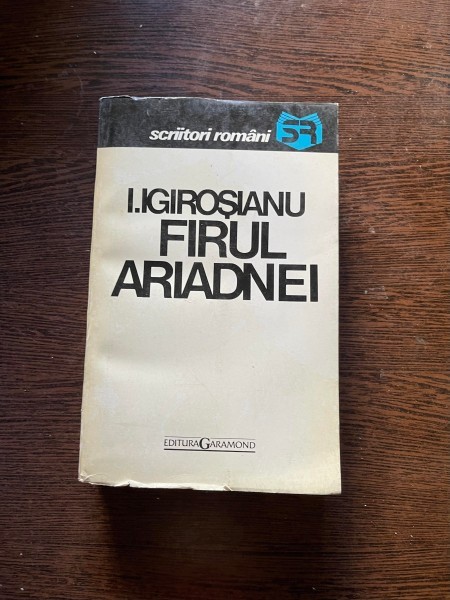 scriitori români SR
I.IGIROȘIANU
FIRUL
ARIADNEI
EDITURA GARAMOND